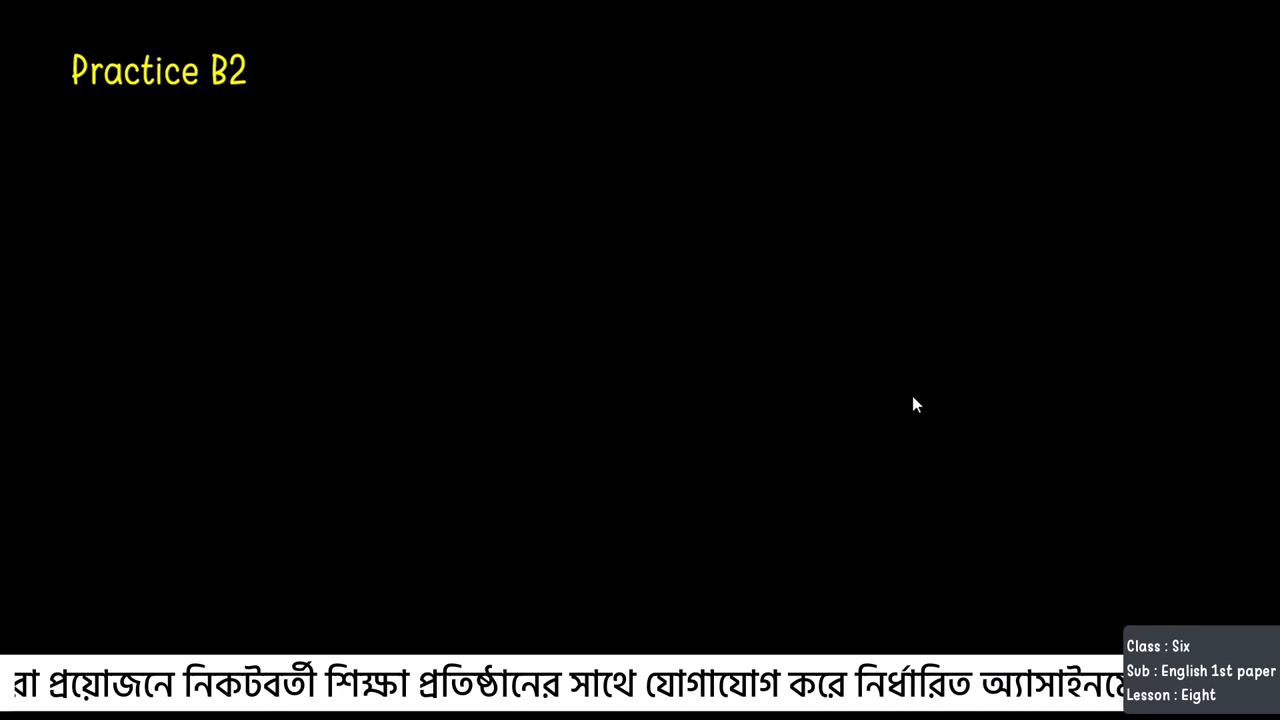 Practice B2
প্রয়োজনে নিকটবর্তী শিক্ষা প্রতিষ্ঠানের সাথে যোগাযোগ করে নির্ধারিত
Class : Six
Sub : English 1st paper
Lesson : Eight